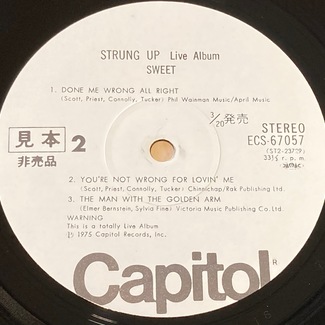 STRUNG UP Live Album
SWEET
1. DONE ME WRONG ALL RIGHT
(Scott, Priest, Connolly, Tucker) Phil Wainman Music/April Music
3/20発売
見本 2
非売品
STEREO
ECS-67057
33⅓ r. p. m.
2. YOU'RE NOT WRONG FOR LOVIN' ME
(Scott, Priest, Connolly, Tucker) Chinnichap/Rak Publishing Ltd.
3. THE MAN WITH THE GOLDEN ARM
(Elmer Bernstein, Sylvia Fine) Victoria Music Publishing Co. Ltd.
WARNING
This is a totally Live Album
℗ 1975 Capitol Records, Inc.
Capitol®